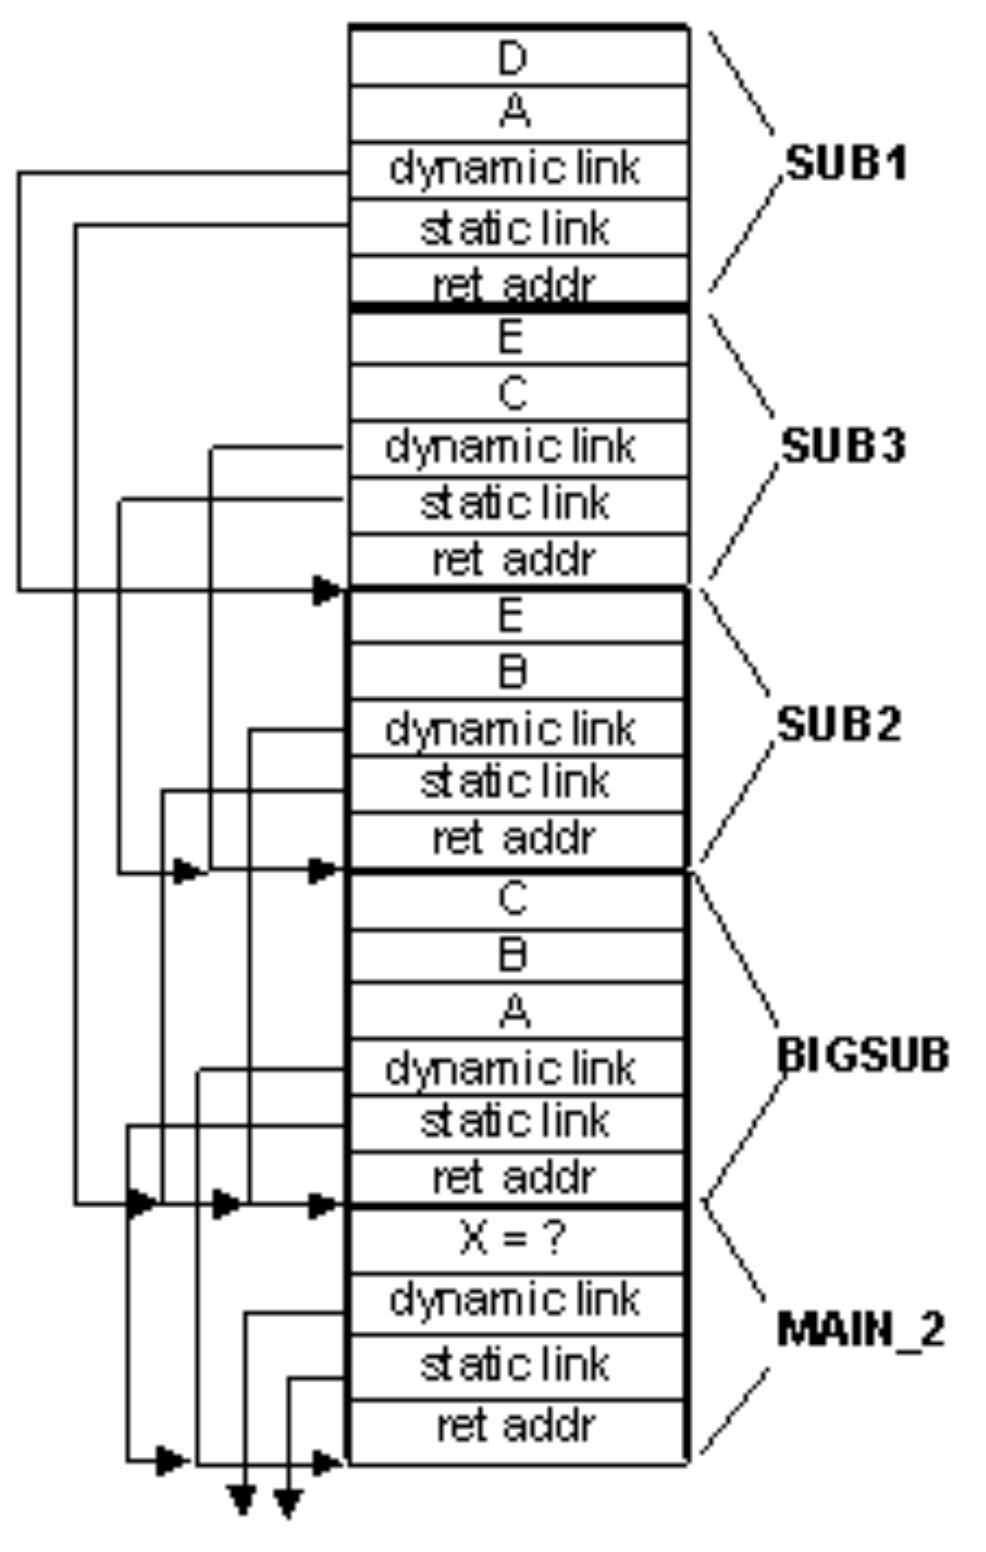 D
A
dynamic link
static link
ret addr
SUB1
E
C
dynamic link
static link
ret addr
SUB3
E
B
dynamic link
static link
ret addr
SUB2
C
B
A
dynamic link
static link
ret addr
BIGSUB
X = ?
dynamic link
static link
ret addr
MAIN_2